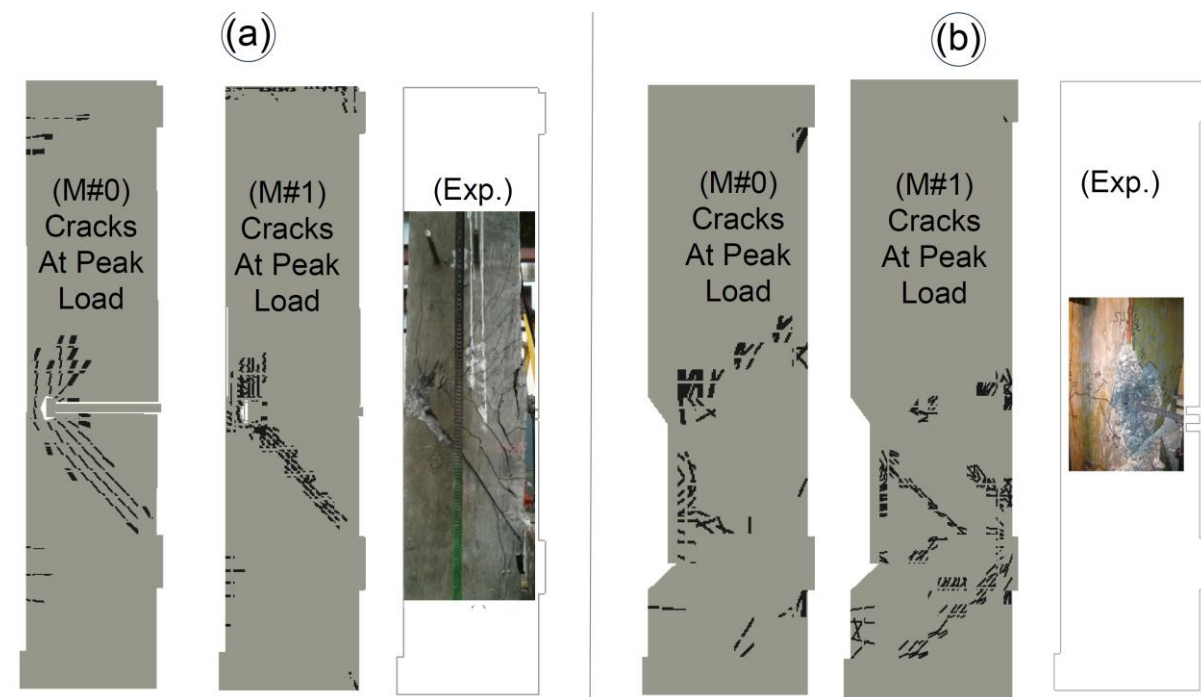 (a)
(M#0)
Cracks
At Peak
Load
(M#1)
Cracks
At Peak
Load
(Exp.)
(b)
(M#0)
Cracks
At Peak
Load
(M#1)
Cracks
At Peak
Load
(Exp.)